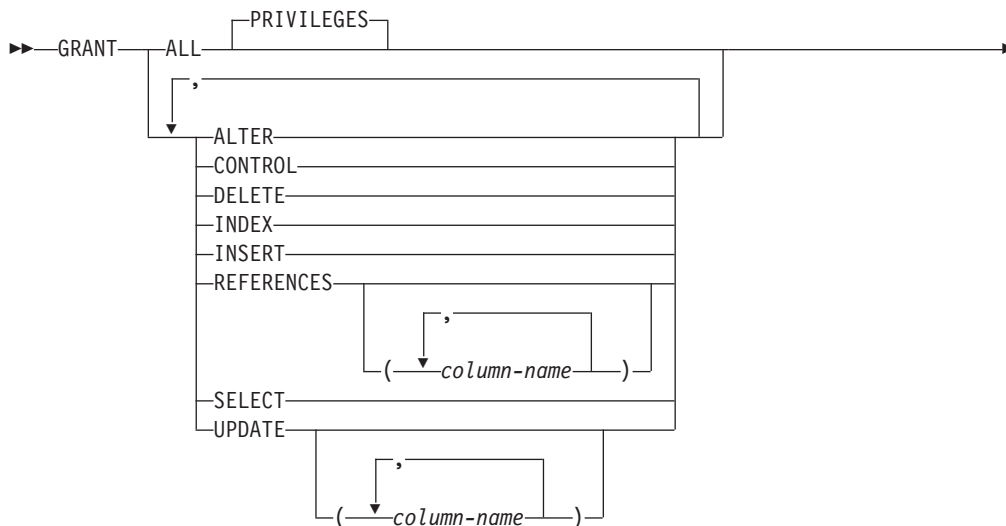 PRIVILEGES
GRANT ALL
,
ALTER
CONTROL
DELETE
INDEX
INSERT
REFERENCES
,
( column-name )
SELECT
UPDATE
,
( column-name )